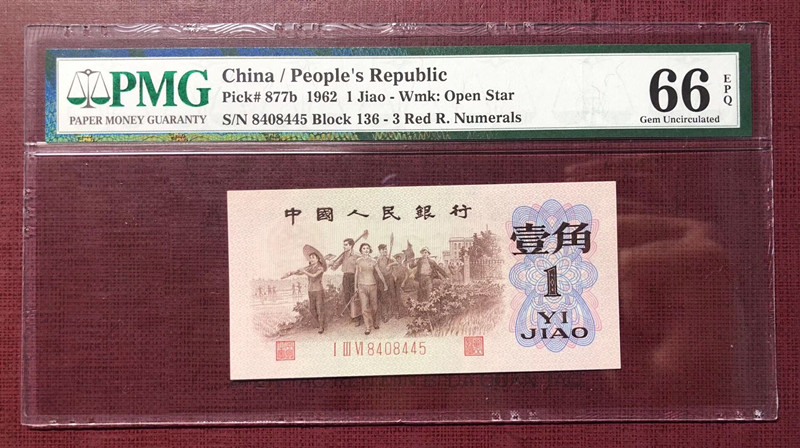 PMG
PAPER MONEY GUARANTY
China / People's Republic
Pick# 877b 1962 1 Jiao - Wmk: Open Star
S/N 8408445 Block 136 - 3 Red R. Numerals
66
EPQ
Gem Uncirculated
中國人民銀行
壹角
1
YI
JIAO
I III VI 8408445